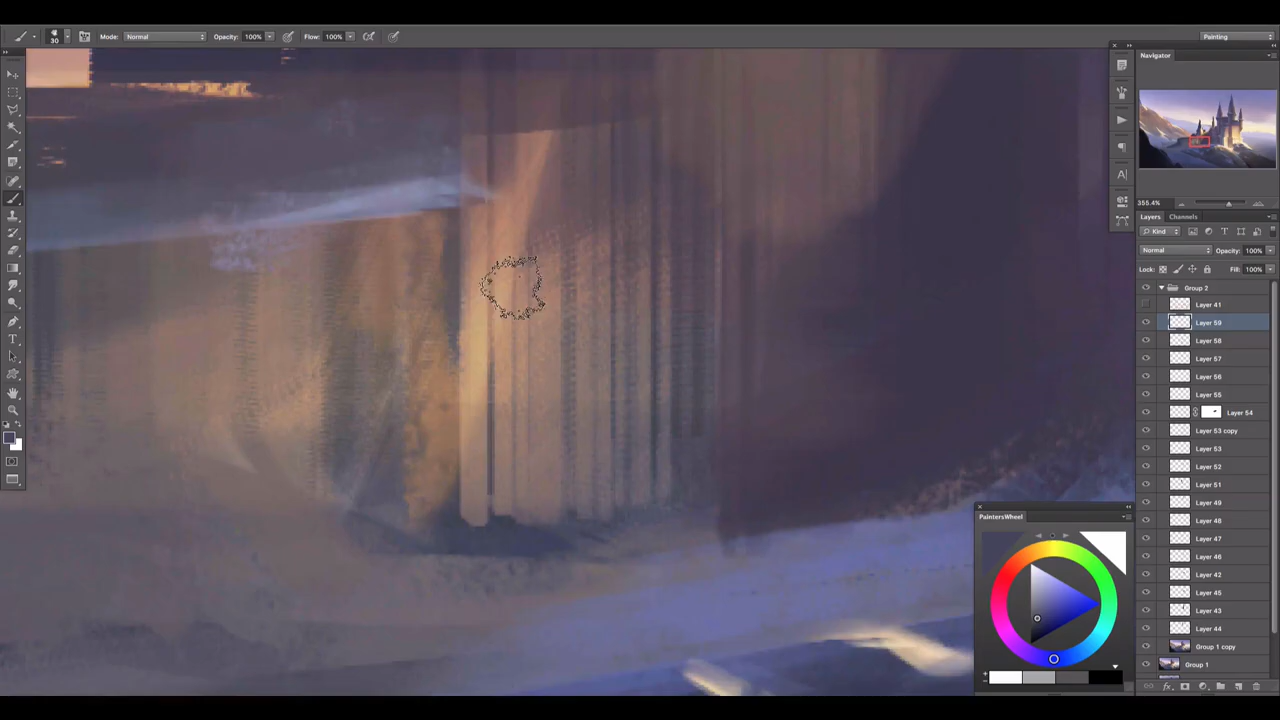 30 Mode: Normal Opacity: 100% Flow: 100% Painting
Navigator
355.4%
Layers Channels
Kind
Normal Opacity: 100%
Lock: Fill: 100%
Group 2
Layer 41
Layer 59
Layer 58
Layer 57
Layer 56
Layer 55
Layer 54
Layer 53 copy
Layer 53
Layer 52
Layer 51
Layer 49
Layer 48
Layer 47
Layer 46
Layer 42
Layer 45
Layer 43
Layer 44
Group 1 copy
Group 1
PaintersWheel